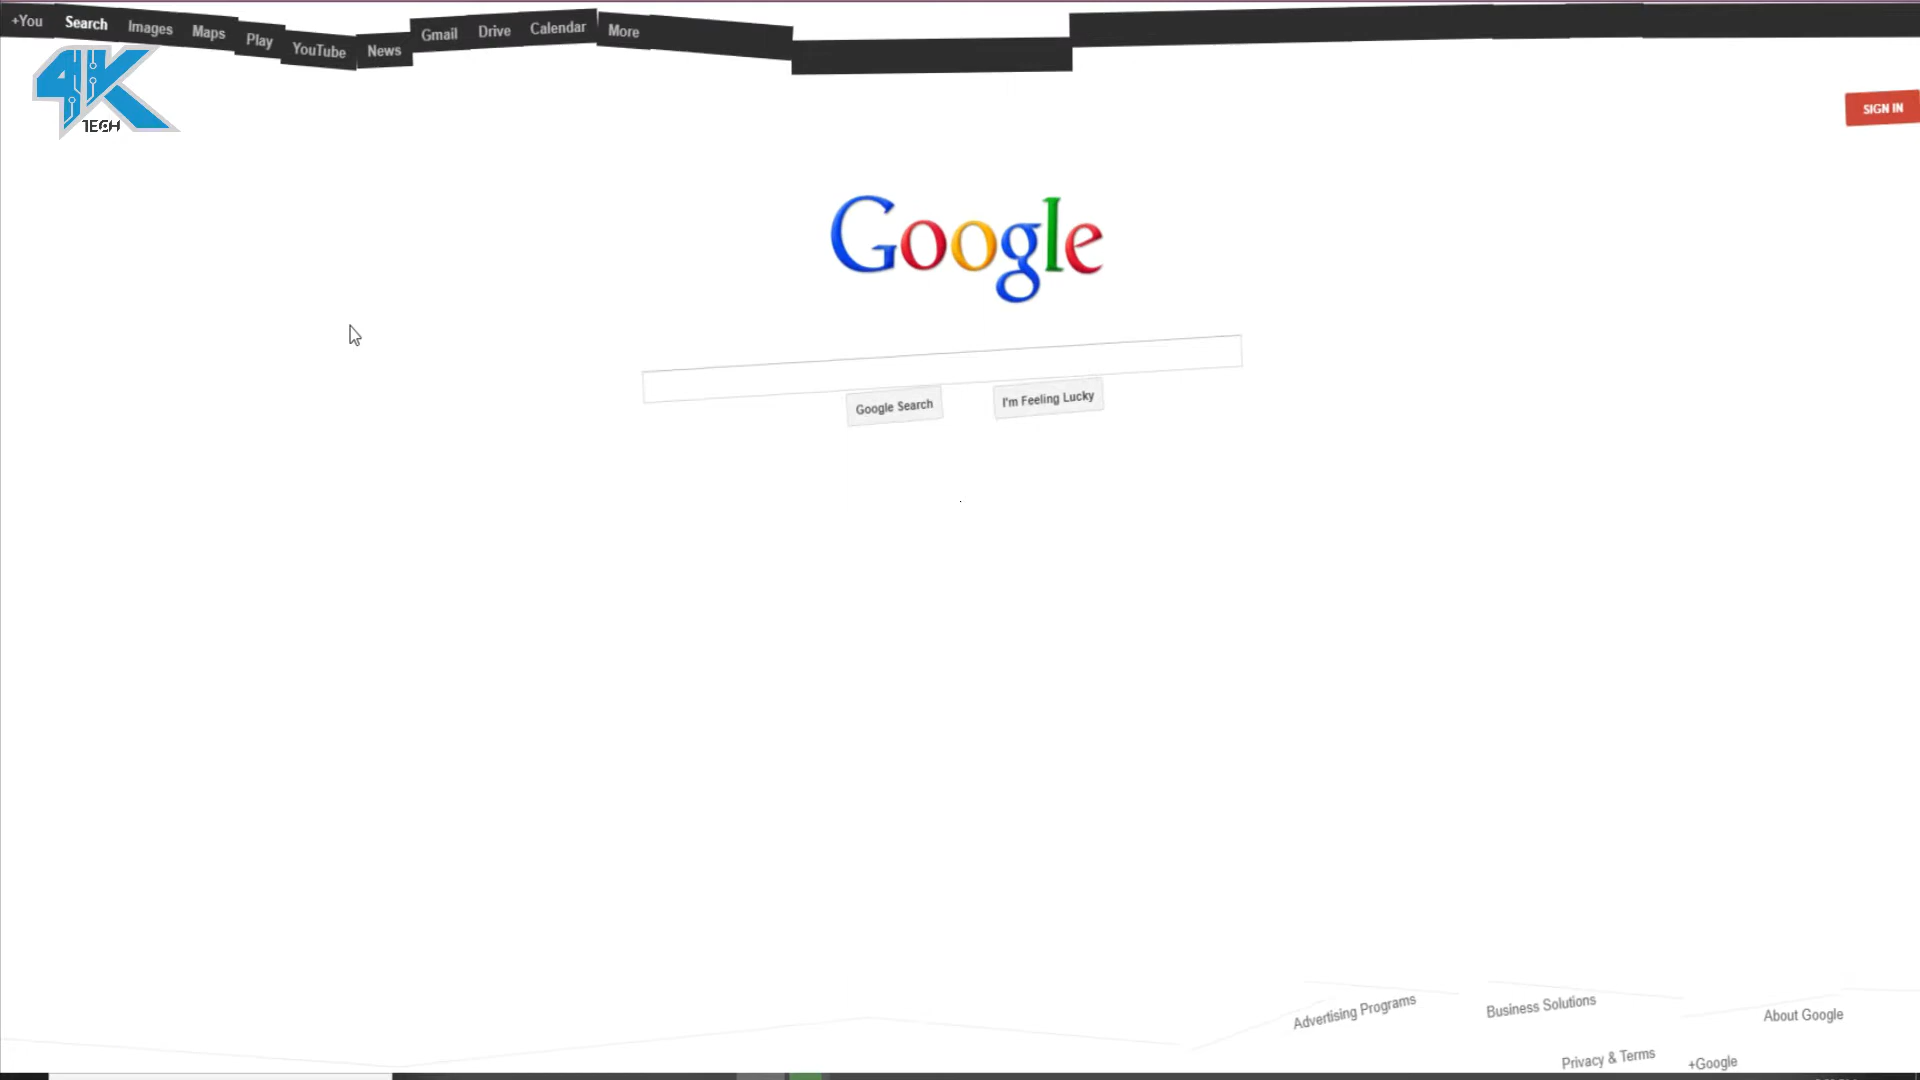 +You Search Images Maps Play YouTube News Gmail Drive Calendar More
4K
TECH
SIGN IN
Google
Google Search I'm Feeling Lucky
Advertising Programs Business Solutions About Google
Privacy & Terms +Google